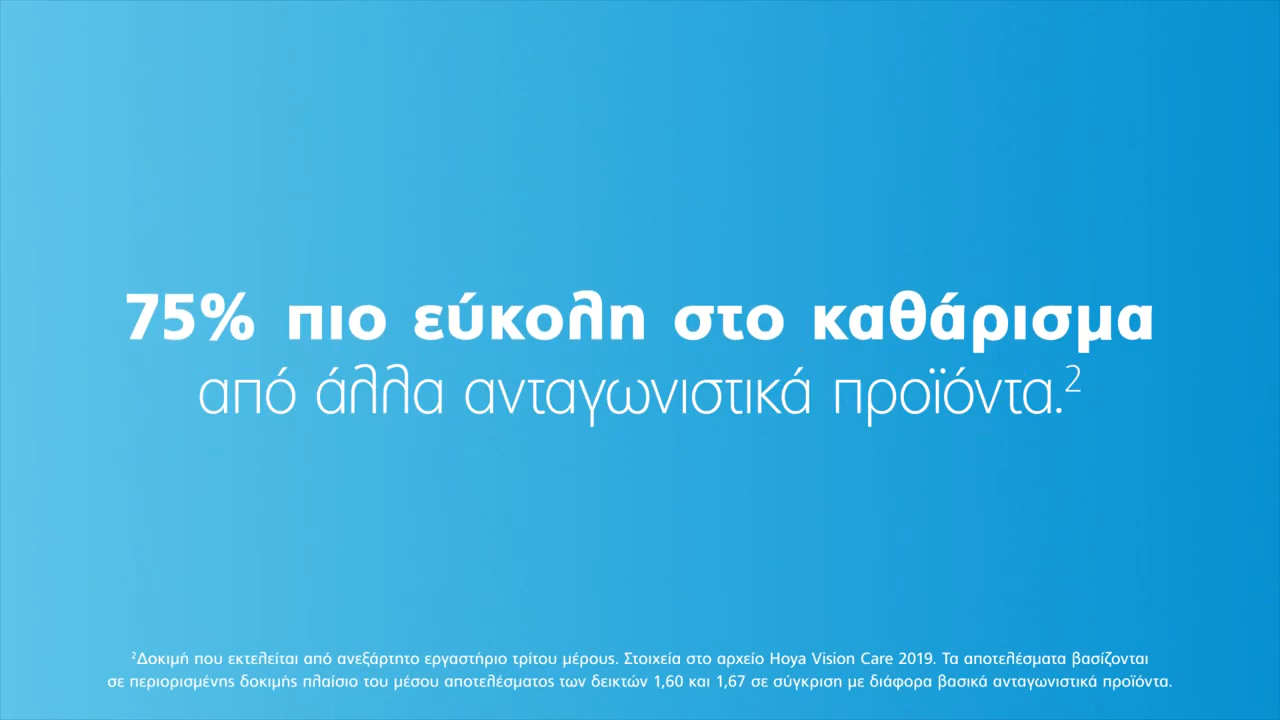 75% πιο εύκολη στο καθάρισμα
από άλλα ανταγωνιστικά προϊόντα.²
²Δοκιμή που εκτελείται από ανεξάρτητο εργαστήριο τρίτου μέρους. Στοιχεία στο αρχείο Hoya Vision Care 2019. Τα αποτελέσματα βασίζονται
σε περιορισμένης δοκιμής πλαίσιο του μέσου αποτελέσματος των δεικτών 1,60 και 1,67 σε σύγκριση με διάφορα βασικά ανταγωνιστικά προϊόντα.